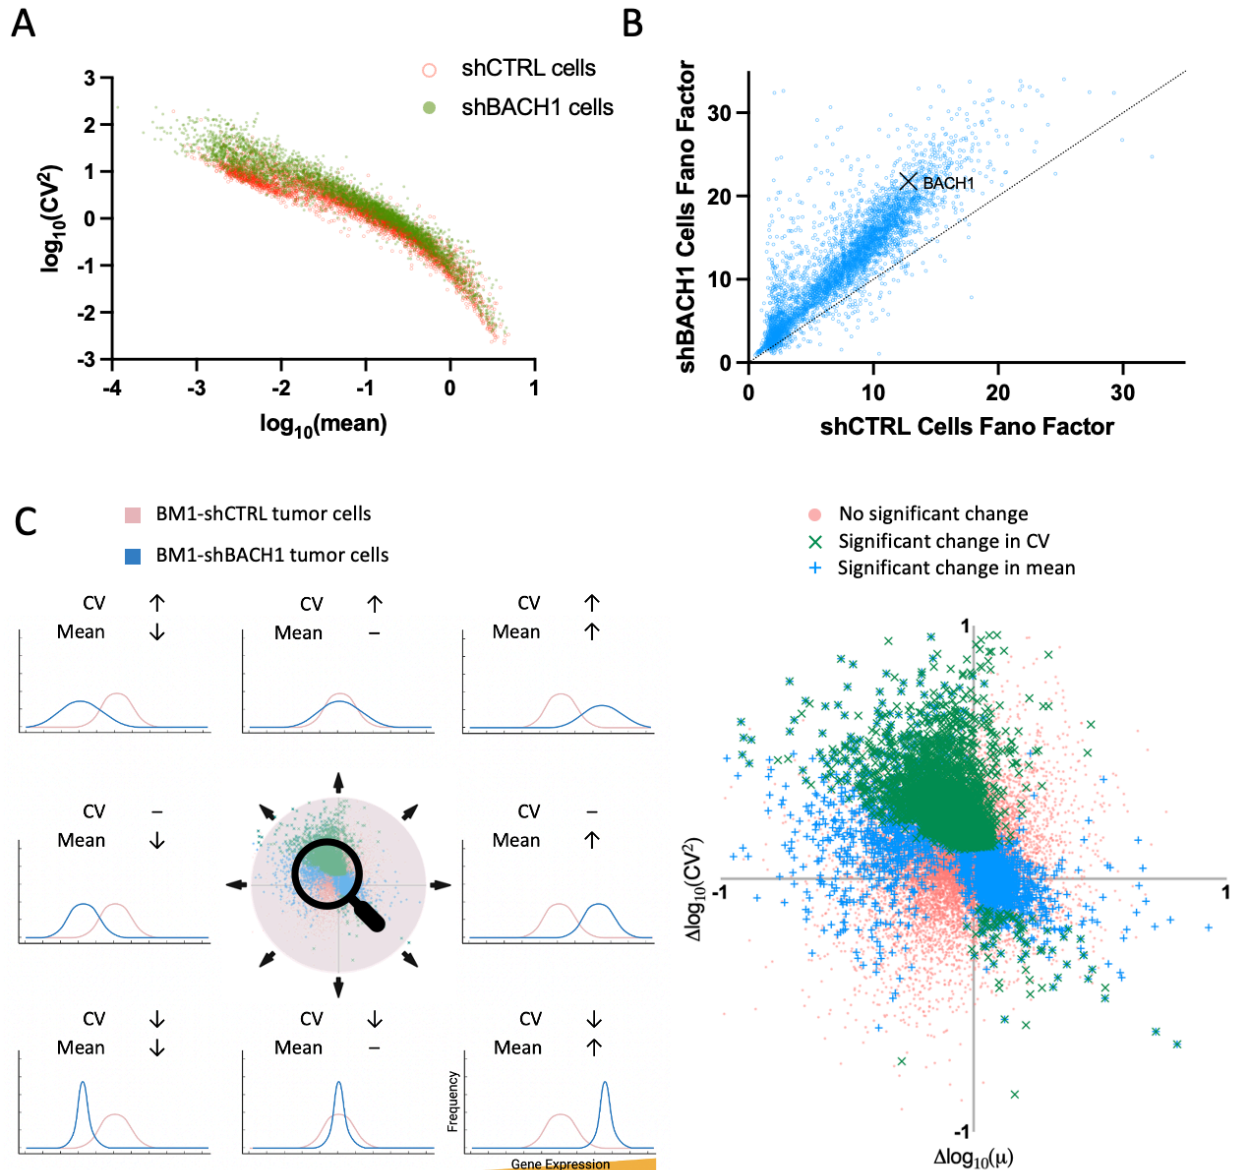 A
shCTRL cells
shBACH1 cells
3
2
1
0
-1
-2
-3
log10(CV2)
-4 -3 -2 -1 0 1
log10(mean)
B
shBACH1 Cells Fano Factor
30
20
10
0
BACH1
0 10 20 30
shCTRL Cells Fano Factor
C
BM1-shCTRL tumor cells
BM1-shBACH1 tumor cells
CV ↑ CV ↑ CV ↑
Mean ↓ Mean – Mean ↑
CV – CV –
Mean ↓ Mean ↑
CV ↓ CV ↓ CV ↓
Mean ↓ Mean – Mean ↑
Frequency
Gene Expression
No significant change
Significant change in CV
Significant change in mean
1
-1 1
-1
Δlog10(CV2)
Δlog10(μ)